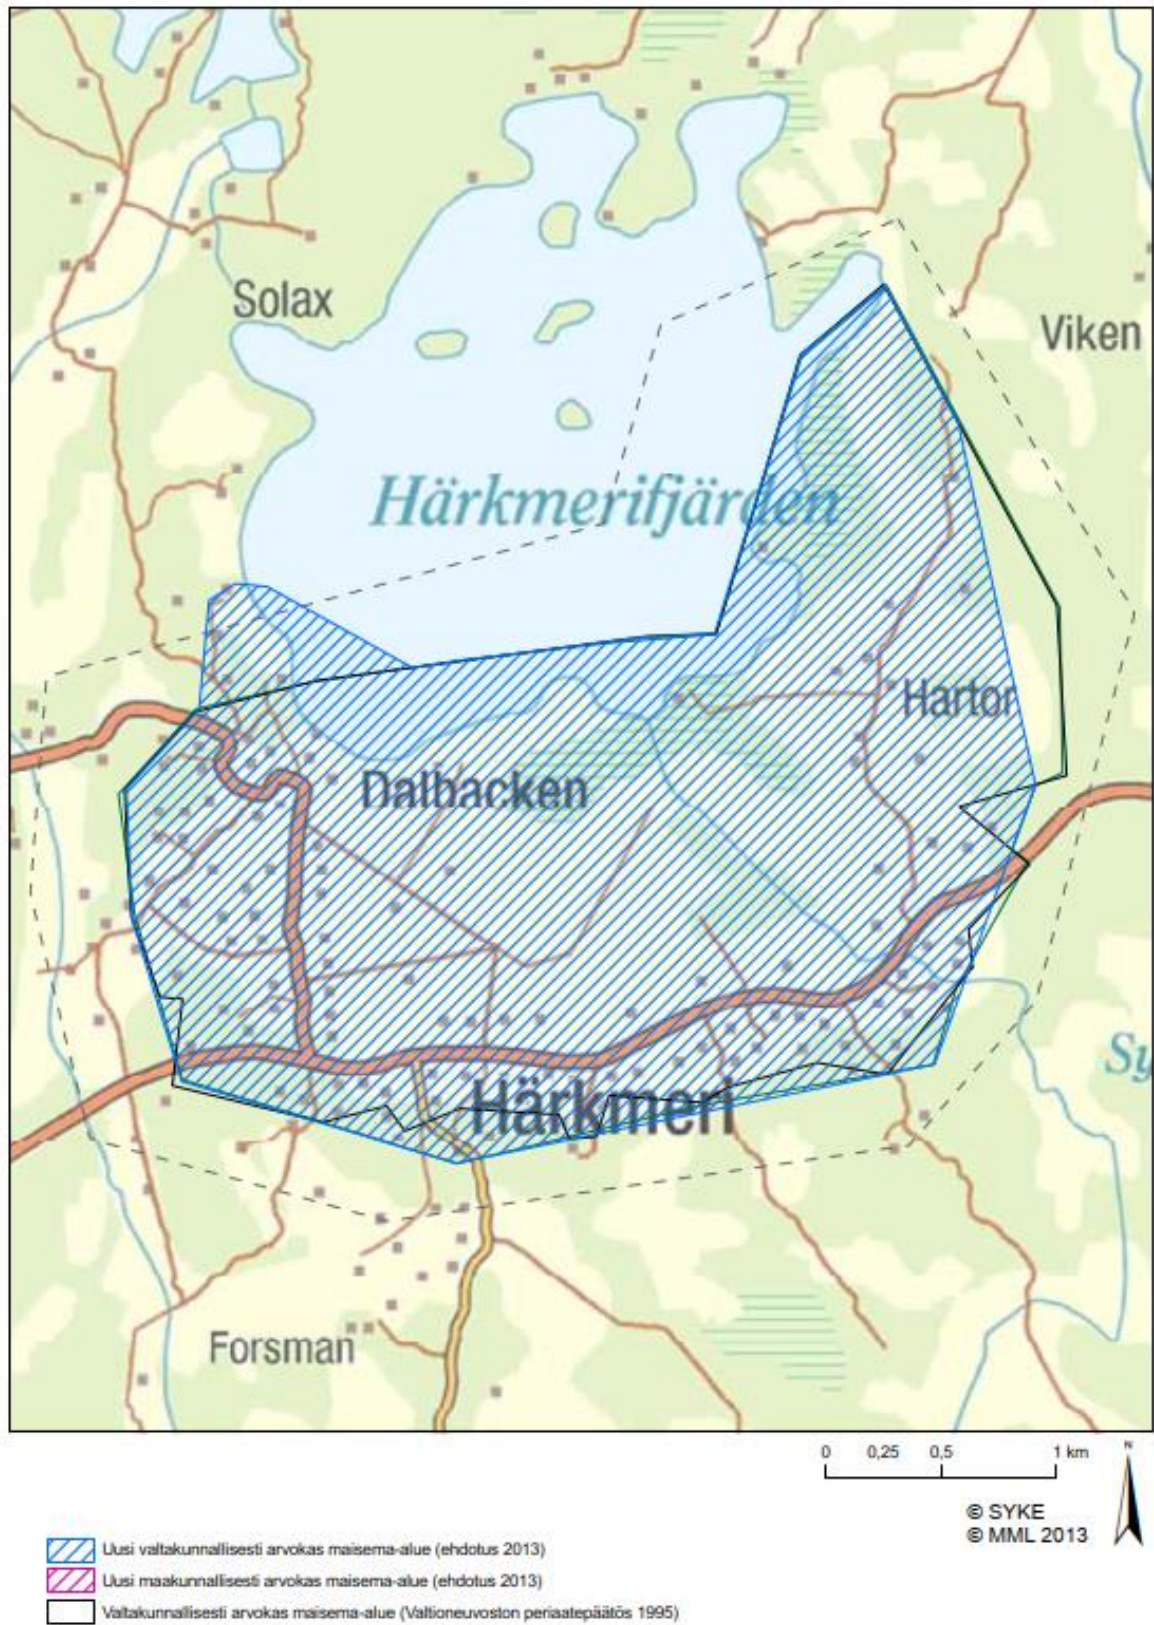 Solax
Viken
Härkmerifjärden
Hartor
Dalbacken
Sy
Härkmeri
Forsman
0 0,25 0,5 1 km
N
© SYKE
© MML 2013
Uusi valtakunnallisesti arvokas maisema-alue (ehdotus 2013)
Uusi maakunnallisesti arvokas maisema-alue (ehdotus 2013)
Valtakunnallisesti arvokas maisema-alue (Valtioneuvoston periaatepäätös 1995)